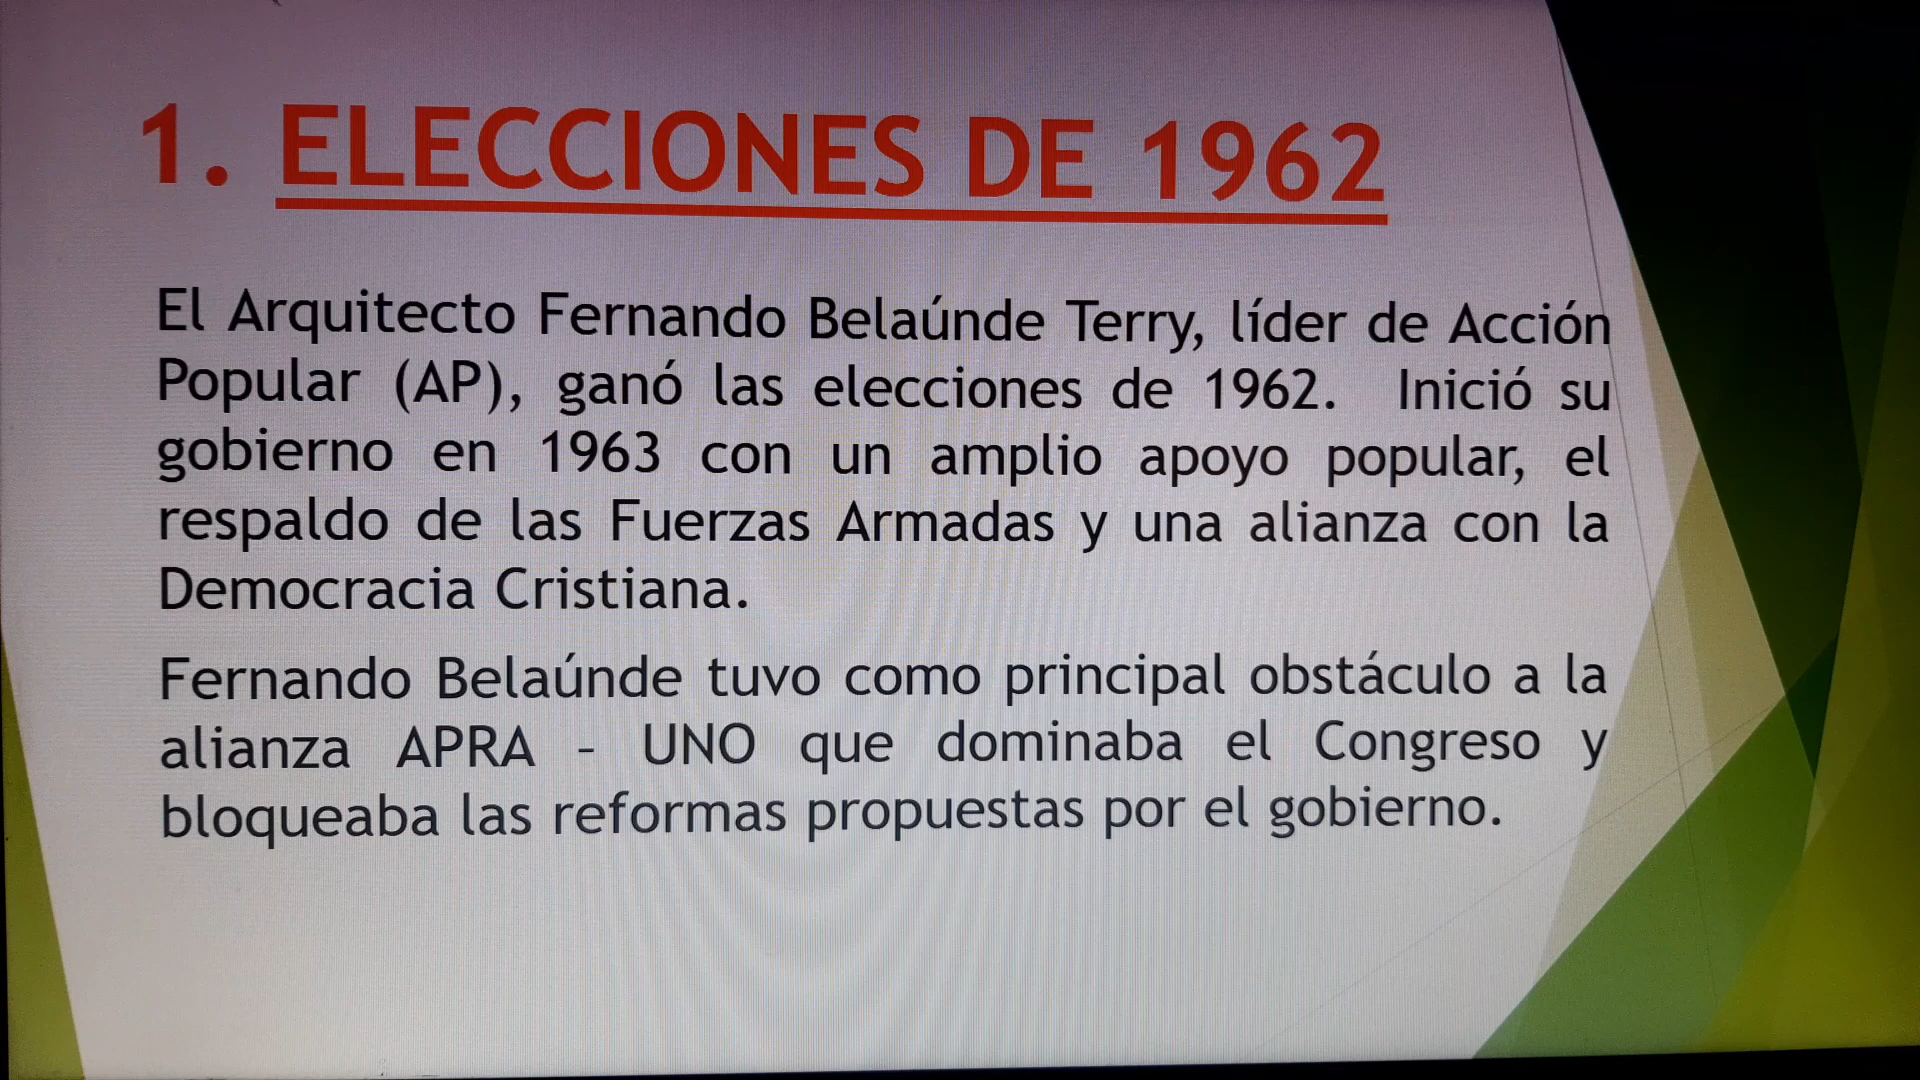 1. ELECCIONES DE 1962
El Arquitecto Fernando Belaúnde Terry, líder de Acción
Popular (AP), ganó las elecciones de 1962. Inició su
gobierno en 1963 con un amplio apoyo popular, el
respaldo de las Fuerzas Armadas y una alianza con la
Democracia Cristiana.
Fernando Belaúnde tuvo como principal obstáculo a la
alianza APRA - UNO que dominaba el Congreso y
bloqueaba las reformas propuestas por el gobierno.